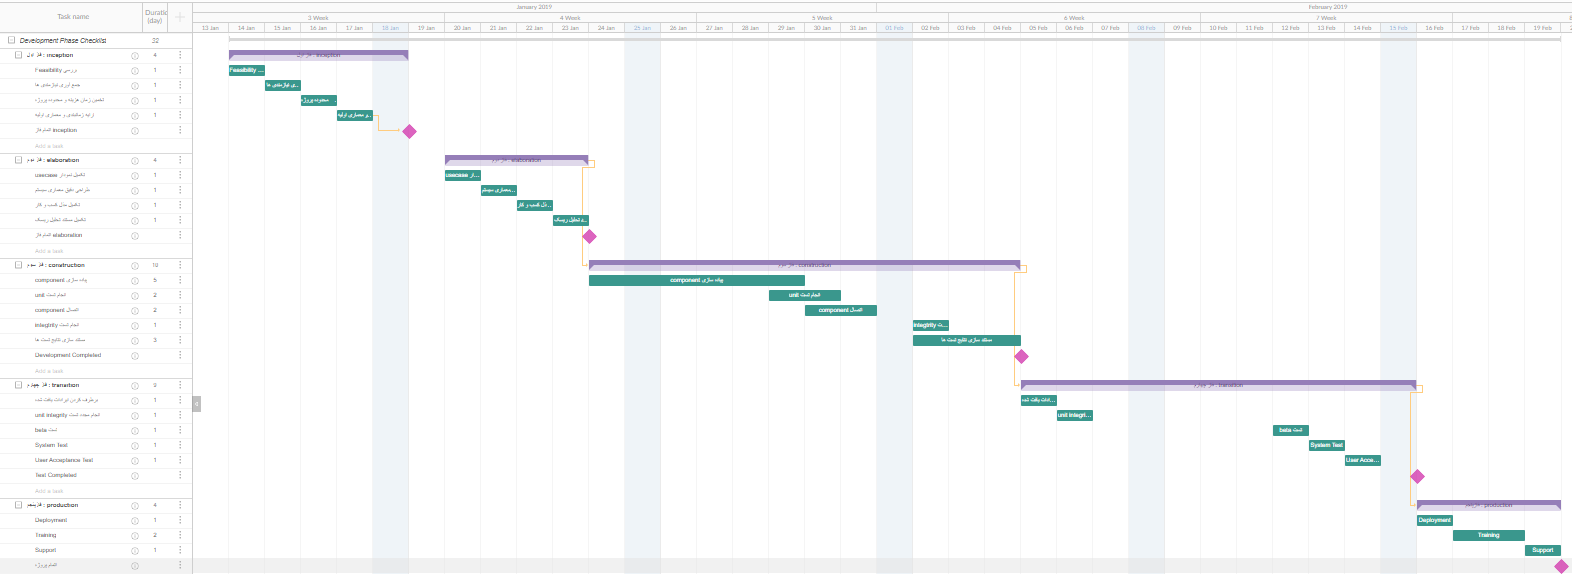 January 2019 February 2019
Task name Duratic (day)
3 Week 4 Week 5 Week 6 Week 7 Week 8
13 Jan 14 Jan 15 Jan 16 Jan 17 Jan 18 Jan 19 Jan 20 Jan 21 Jan 22 Jan 23 Jan 24 Jan 25 Jan 26 Jan 27 Jan 28 Jan 29 Jan 30 Jan 31 Jan 01 Feb 02 Feb 03 Feb 04 Feb 05 Feb 06 Feb 07 Feb 08 Feb 09 Feb 10 Feb 11 Feb 12 Feb 13 Feb 14 Feb 15 Feb 16 Feb 17 Feb 18 Feb 19 Feb
Development Phase Checklist
فاز اول : inception 4 فاز اول : inception
بررسی Feasibility 1 Feasibility ...
جمع اوری نیازمندی ها 1 ...ی نیازمندی ها
تخمین زمان هزینه و محدوده پروژه 1 ... محدوده پروژه
معماری اولیه 1 ...و معماری اولیه
اتمام فاز inception
Add a task
فاز دوم : elaboration 4 فاز دوم : elaboration
تکمیل نمودار usecase 1 usecase ...ار
طراحی دقیق معماری سیستم 1 ...معماری سیستم
تکمیل مدل کسب و کار 1 ...دل کسب و کار
تکمیل مستند تحلیل ریسک 1 ...تحلیل ریسک
اتمام فاز elaboration
Add a task
فاز سوم : construction 10 فاز سوم : construction
پیاده سازی component 5 پیاده سازی component
انجام تست unit 2 انجام تست unit
اتصال component 2 اتصال component
انجام تست integtrity 1 integtrity ...ت
مستند سازی نتایج تست ها 3 مستند سازی نتایج تست ها
Development Completed
Add a task
فاز چهارم : transition 9 فاز چهارم : transition
برطرف کردن ایرادات یافت شده 1 ...ادات یافت شده
انجام مجدد تست unit integrity 1 unit integri...
تست beta 1 تست beta
System Test 1 System Test
User Acceptance Test 1 User Acce...
Test Completed
Add a task
فاز پنجم : production 4 فاز پنجم : production
Deployment 1 Deployment
Training 2 Training
Support 1 Support
اتمام پروژه